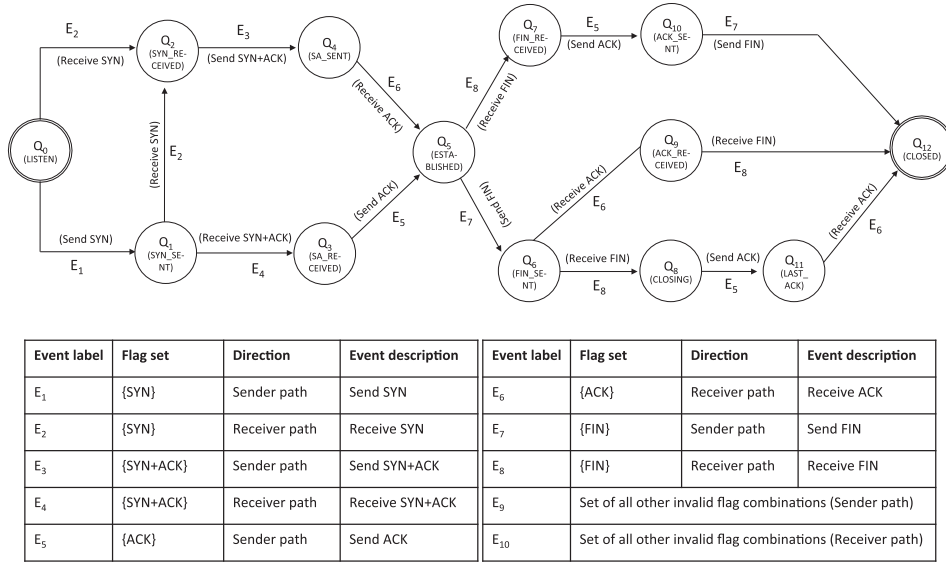 E2
(Receive SYN)
Q2
(SYN_RE-
CEIVED)
E3
(Send SYN+ACK)
Q4
(SA_SENT)
E6
(Receive ACK)
Q0
(LISTEN)
(Receive SYN)
E2
(Send SYN)
E1
Q1
(SYN_SE-
NT)
(Receive SYN+ACK)
E4
Q3
(SA_RE-
CEIVED)
(Send ACK)
E5
Q5
(ESTA-
BLISHED)
E8
(Receive FIN)
Q7
(FIN_RE-
CEIVED)
E5
(Send ACK)
Q10
(ACK_SE-
NT)
E7
(Send FIN)
(Send FIN)
E7
Q6
(FIN_SE-
NT)
(Receive ACK)
E6
Q9
(ACK_RE-
CEIVED)
(Receive FIN)
E8
Q12
(CLOSED)
(Receive FIN)
E8
Q8
(CLOSING)
(Send ACK)
E5
Q11
(LAST_
ACK)
(Receive ACK)
E6
Event label Flag set Direction Event description
E1 {SYN} Sender path Send SYN
E2 {SYN} Receiver path Receive SYN
E3 {SYN+ACK} Sender path Send SYN+ACK
E4 {SYN+ACK} Receiver path Receive SYN+ACK
E5 {ACK} Sender path Send ACK
Event label Flag set Direction Event description
E6 {ACK} Receiver path Receive ACK
E7 {FIN} Sender path Send FIN
E8 {FIN} Receiver path Receive FIN
E9 Set of all other invalid flag combinations (Sender path)
E10 Set of all other invalid flag combinations (Receiver path)